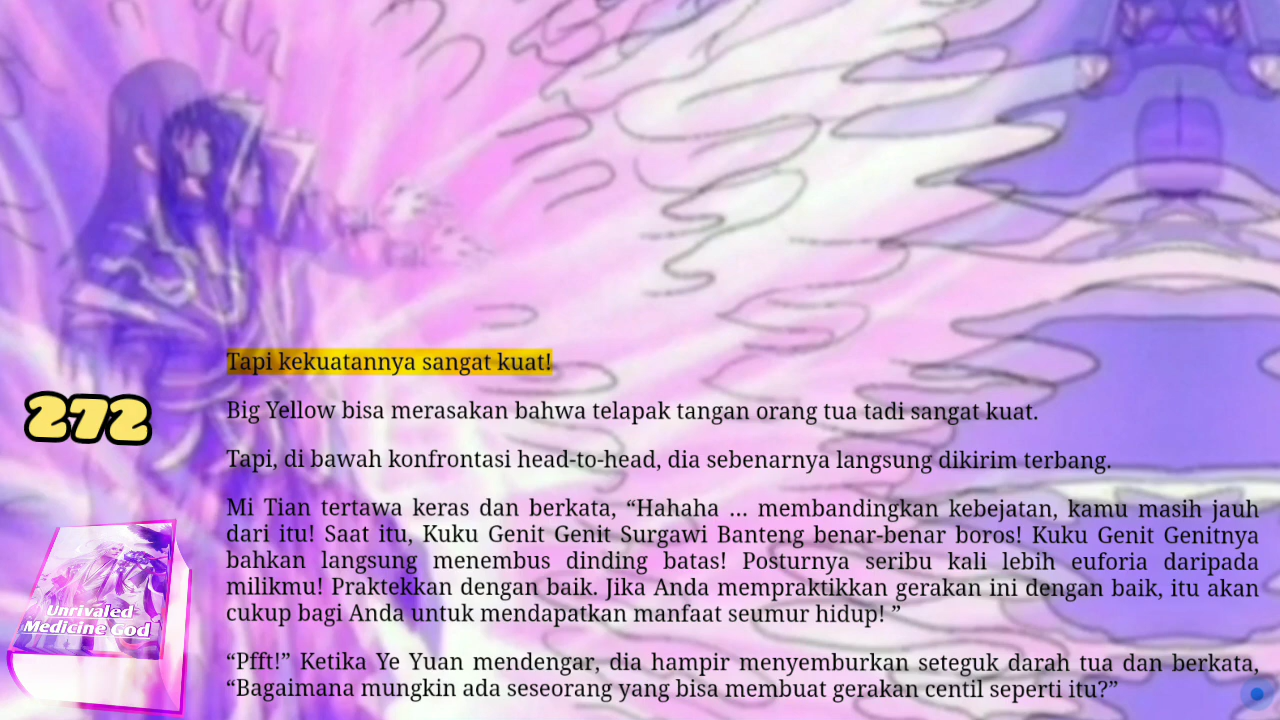 Tapi kekuatannya sangat kuat!
Big Yellow bisa merasakan bahwa telapak tangan orang tua tadi sangat kuat.
272
Tapi, di bawah konfrontasi head-to-head, dia sebenarnya langsung dikirim terbang.
Mi Tian tertawa keras dan berkata, “Hahaha … membandingkan kebejatan, kamu masih jauh
dari itu! Saat itu, Kuku Genit Genit Surgawi Banteng benar-benar boros! Kuku Genit Genitnya
bahkan langsung menembus dinding batas! Posturnya seribu kali lebih euforia daripada
milikmu! Praktekkan dengan baik. Jika Anda mempraktikkan gerakan ini dengan baik, itu akan
cukup bagi Anda untuk mendapatkan manfaat seumur hidup! ”
Unrivaled
Medicine God
“Pfft!” Ketika Ye Yuan mendengar, dia hampir menyemburkan seteguk darah tua dan berkata,
“Bagaimana mungkin ada seseorang yang bisa membuat gerakan centil seperti itu?”